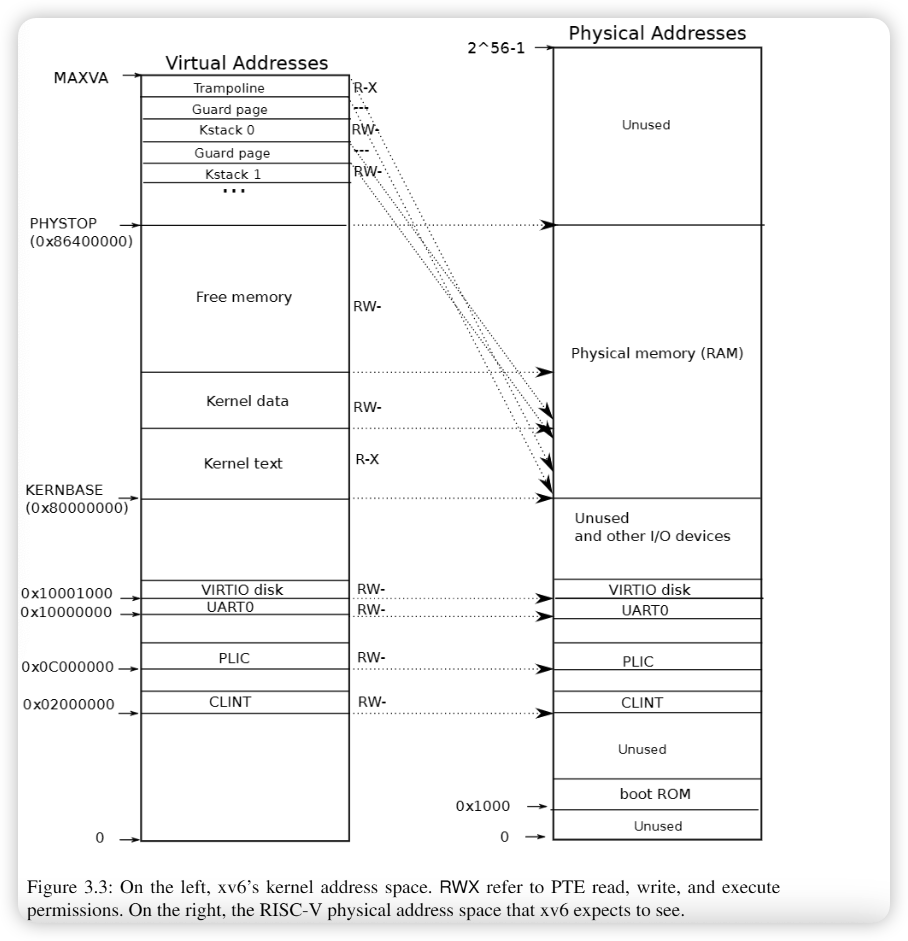 Physical Addresses
2^56-1
Virtual Addresses
MAXVA
Trampoline
R-X
Guard page
---
Kstack 0
RW-
Guard page
---
Kstack 1
RW-
...
Unused
PHYSTOP
(0x86400000)
Free memory
RW-
Physical memory (RAM)
Kernel data
RW-
Kernel text
R-X
KERNBASE
(0x80000000)
Unused
and other I/O devices
0x10001000
VIRTIO disk
RW-
VIRTIO disk
0x10000000
UART0
RW-
UART0
0x0C000000
PLIC
RW-
PLIC
0x02000000
CLINT
RW-
CLINT
Unused
boot ROM
0x1000
Unused
0
0
Figure 3.3: On the left, xv6's kernel address space. RWX refer to PTE read, write, and execute
permissions. On the right, the RISC-V physical address space that xv6 expects to see.